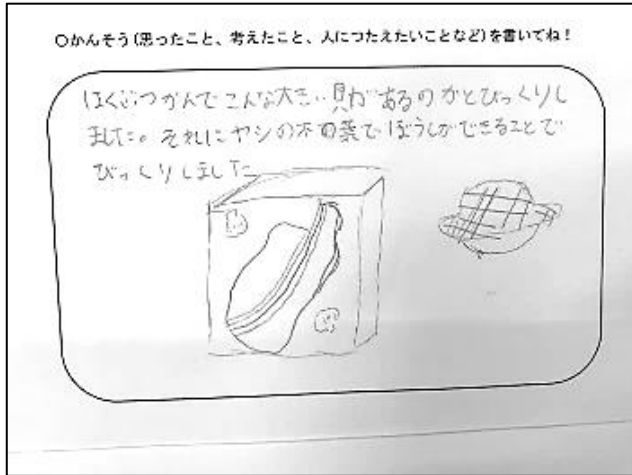 ○かんそう(思ったこと、考えたこと、人につたえたいことなど)を書いてね！
はくぶつかんでこんな大きい貝があるのかとびっくりし
ました。それにヤシの木の葉でぼうしができることで
びっくりしました